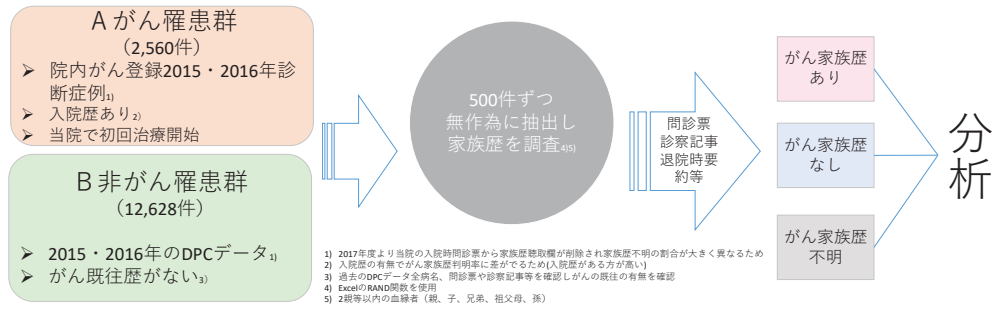 Aがん罹患群
（2,560件）
➢ 院内がん登録2015・2016年診
断症例1)
➢ 入院歴あり2)
➢ 当院で初回治療開始
B非がん罹患群
(12,628件）
➢ 2015・2016年のDPCデータ1)
➢ がん既往歴がない3）
500件ずつ
無作為に抽出し
家族歴を調査4)5)
問診票
診察記事
退院時要
約等
がん家族歴
あり
がん家族歴
なし
がん家族歴
不明
分析
1) 2017年度より当院の入院時問診票から家族歴聴取欄が削除され家族歴不明の割合が大きく異なるため
2) 入院歴の有無でがん家族歴判明率に差がでるため(入院歴がある方が高い)
3) 過去のDPCデータ全病名、問診票や診察記事等を確認しがんの既往の有無を確認
4) ExcelのRAND関数を使用
5) 2親等以内の血縁者（親、子、兄弟、祖父母、孫）